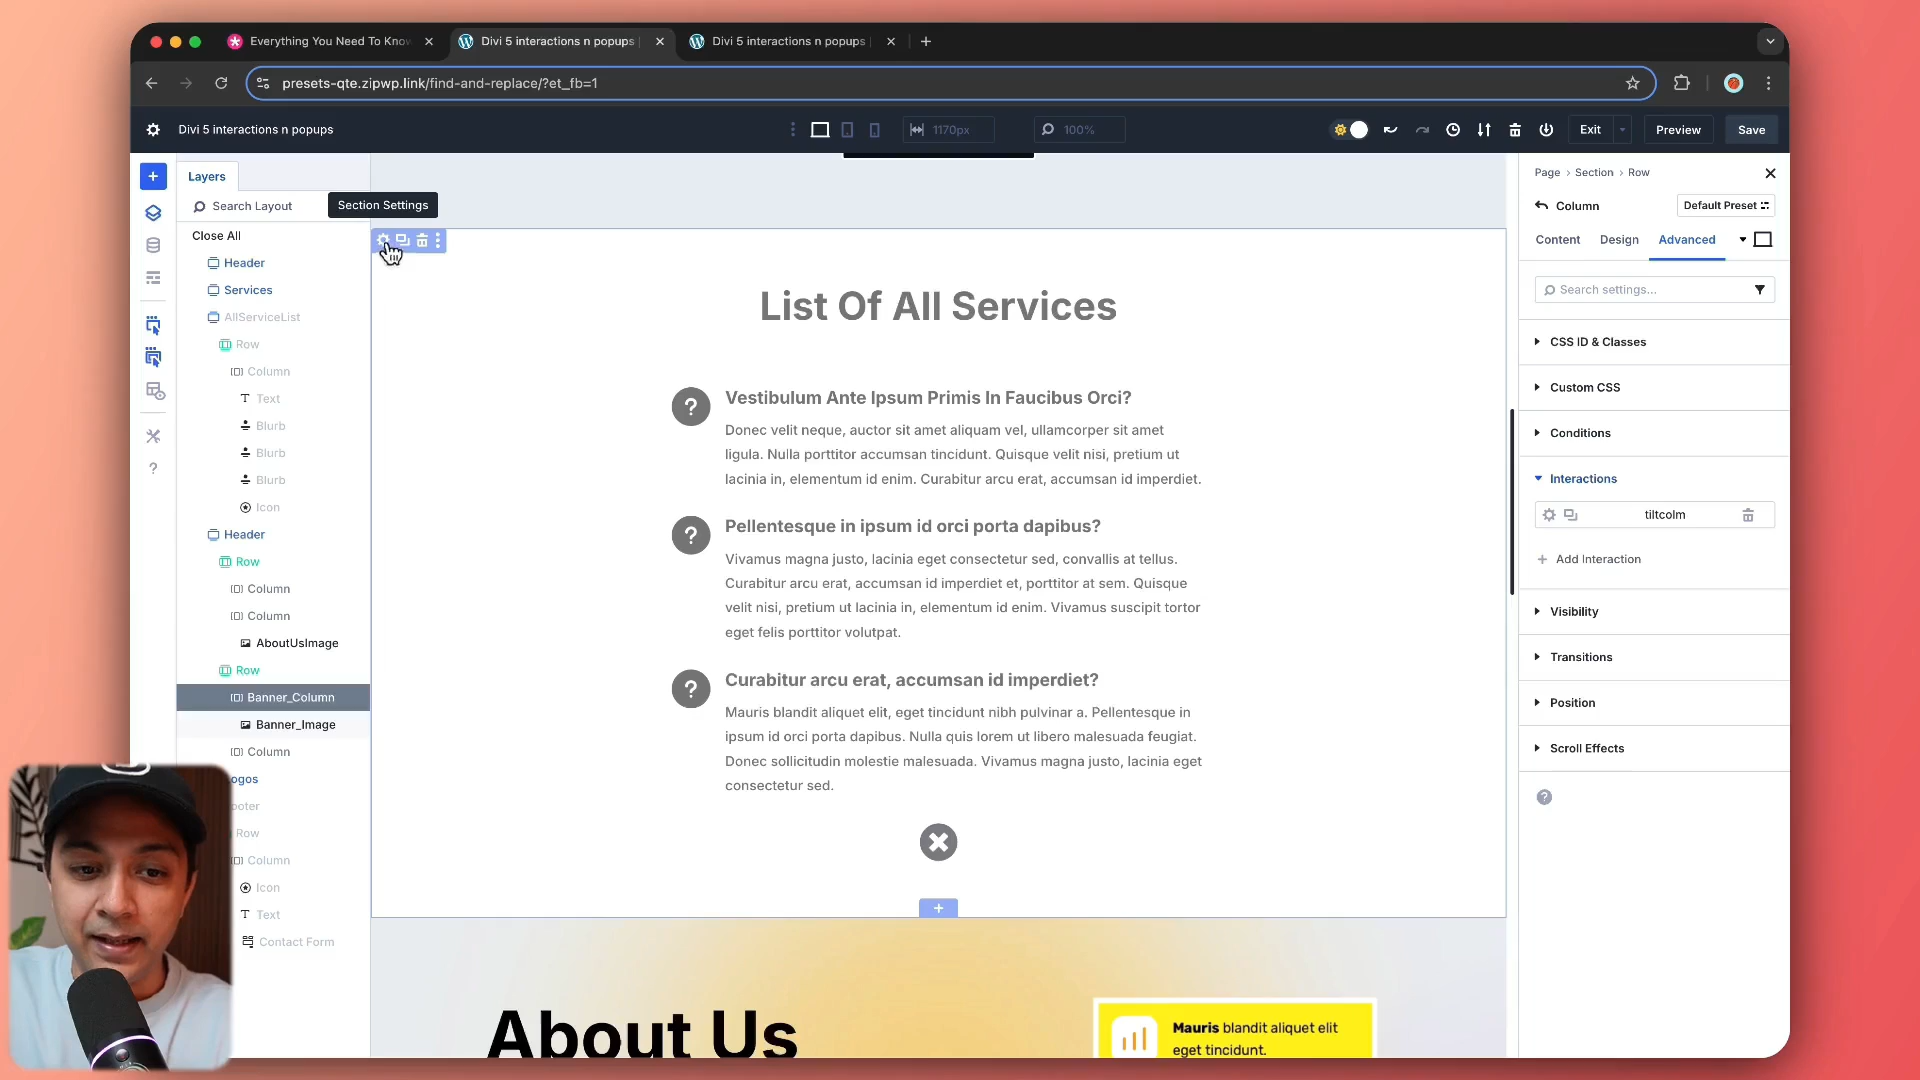 Everything You Need To Know
Divi 5 interactions n popups
Divi 5 interactions n popups
presets-qte.zipwp.link/find-and-replace/?et_fb=1
Divi 5 interactions n popups
1170px
100%
Exit
Preview
Save
Layers
Search Layout
Section Settings
Close All
Header
Services
AllServiceList
Row
Column
Text
Blurb
Blurb
Blurb
Icon
Header
Row
Column
Column
AboutUsImage
Row
Banner_Column
Banner_Image
Column
ogos
ooter
Row
Column
Icon
Text
Contact Form
List Of All Services
Vestibulum Ante Ipsum Primis In Faucibus Orci?
Donec velit neque, auctor sit amet aliquam vel, ullamcorper sit amet
ligula. Nulla porttitor accumsan tincidunt. Quisque velit nisi, pretium ut
lacinia in, elementum id enim. Curabitur arcu erat, accumsan id imperdiet.
Pellentesque in ipsum id orci porta dapibus?
Vivamus magna justo, lacinia eget consectetur sed, convallis at tellus.
Curabitur arcu erat, accumsan id imperdiet et, porttitor at sem. Quisque
velit nisi, pretium ut lacinia in, elementum id enim. Vivamus suscipit tortor
eget felis porttitor volutpat.
Curabitur arcu erat, accumsan id imperdiet?
Mauris blandit aliquet elit, eget tincidunt nibh pulvinar a. Pellentesque in
ipsum id orci porta dapibus. Nulla quis lorem ut libero malesuada feugiat.
Donec sollicitudin molestie malesuada. Vivamus magna justo, lacinia eget
consectetur sed.
About Us
Mauris blandit aliquet elit
eget tincidunt.
Page > Section > Row
Column
Default Preset
Content
Design
Advanced
Search settings...
CSS ID & Classes
Custom CSS
Conditions
Interactions
tiltcolm
+ Add Interaction
Visibility
Transitions
Position
Scroll Effects